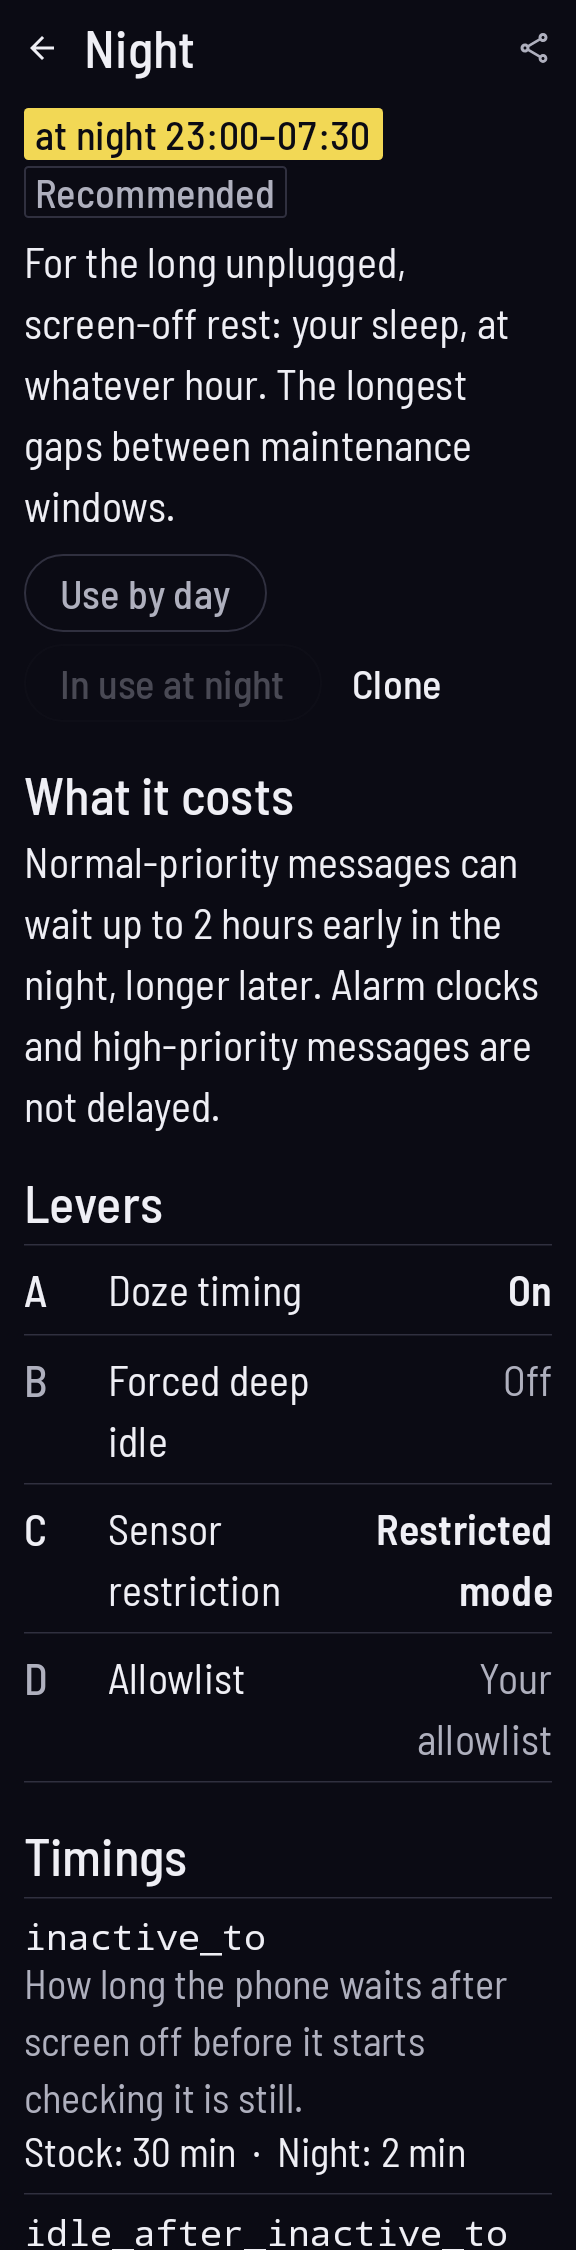 Night
at night 23:00–07:30
Recommended
For the long unplugged,
screen-off rest: your sleep, at
whatever hour. The longest
gaps between maintenance
windows.
Use by day
In use at night
Clone
What it costs
Normal-priority messages can
wait up to 2 hours early in the
night, longer later. Alarm clocks
and high-priority messages are
not delayed.
Levers
A Doze timing On
B Forced deep Off
idle
C Sensor Restricted
restriction mode
D Allowlist Your
allowlist
Timings
inactive_to
How long the phone waits after
screen off before it starts
checking it is still.
Stock: 30 min · Night: 2 min
idle_after_inactive_to